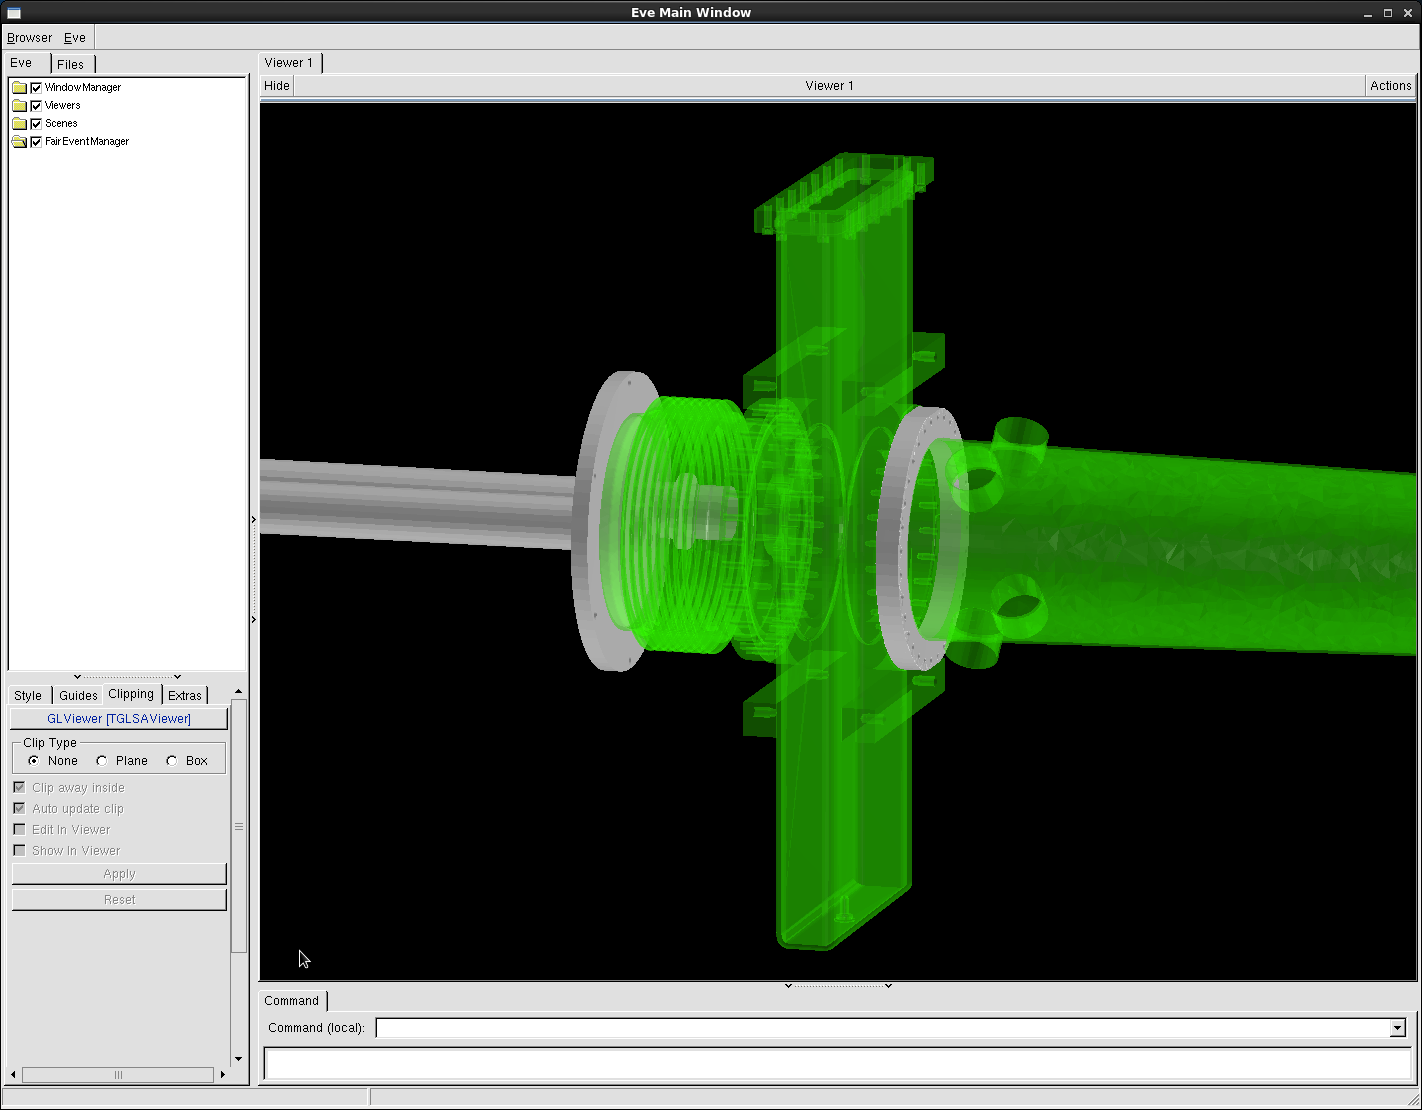 Eve Main Window
Browser Eve
Eve Files
Viewer 1
Hide Viewer 1 Actions
WindowManager
Viewers
Scenes
FairEventManager
Style Guides Clipping Extras
GLViewer [TGLSAViewer]
Clip Type
None Plane Box
Clip away inside
Auto update clip
Edit In Viewer
Show In Viewer
Apply
Reset
Command
Command (local):